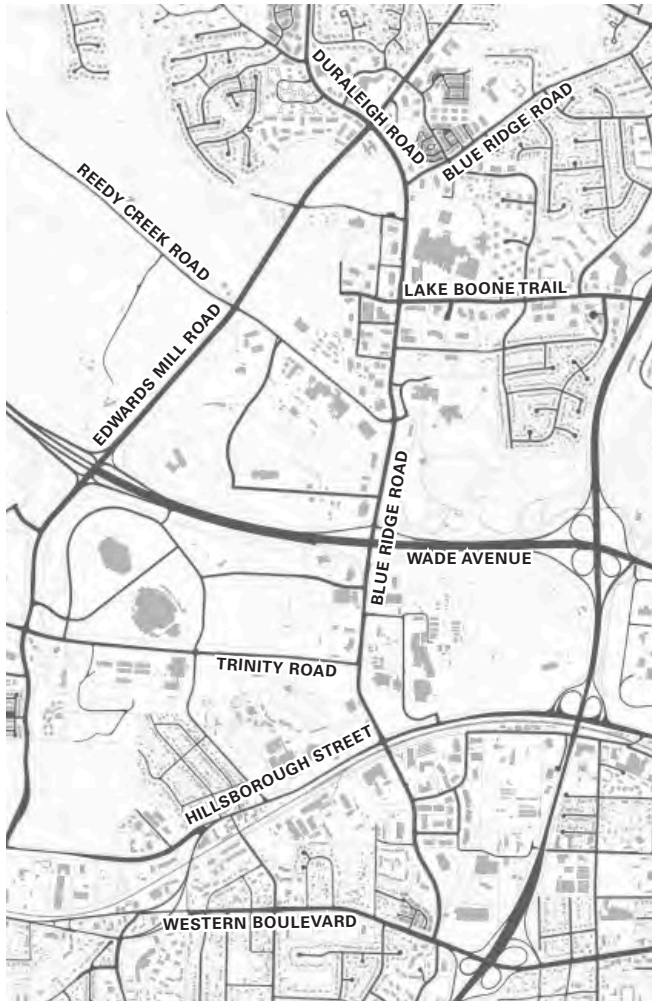 DURALEIGH ROAD
BLUE RIDGE ROAD
REEDY CREEK ROAD
LAKE BOONE TRAIL
EDWARDS MILL ROAD
BLUE RIDGE ROAD
WADE AVENUE
TRINITY ROAD
HILLSBOROUGH STREET
WESTERN BOULEVARD